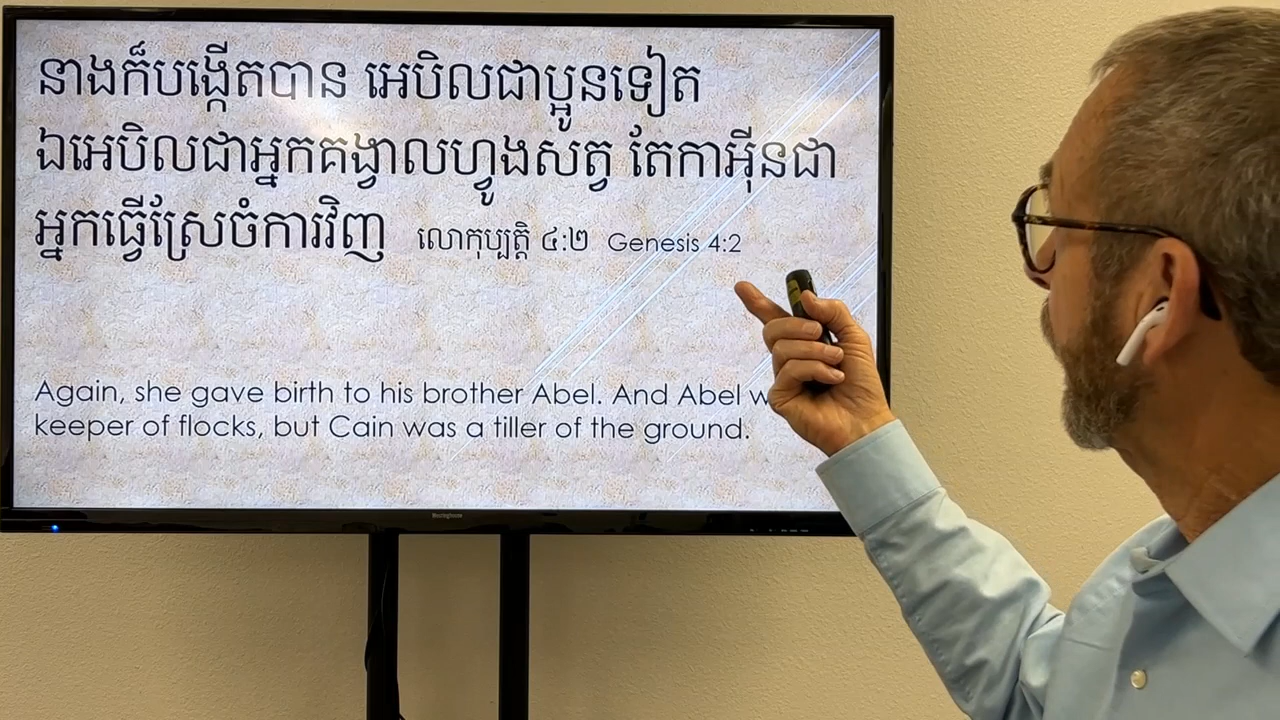 នាងក៏បង្កើតបាន អេបិលជាប្អូនទៀត
ឯអេបិលជាអ្នកគង្វាលហ្វូងសត្វ តែកាអ៊ីនជា
អ្នកធ្វើស្រែចំការវិញ លោកុប្បត្តិ ៤:២ Genesis 4:2
Again, she gave birth to his brother Abel. And Abel
keeper of flocks, but Cain was a tiller of the ground.
Westinghouse